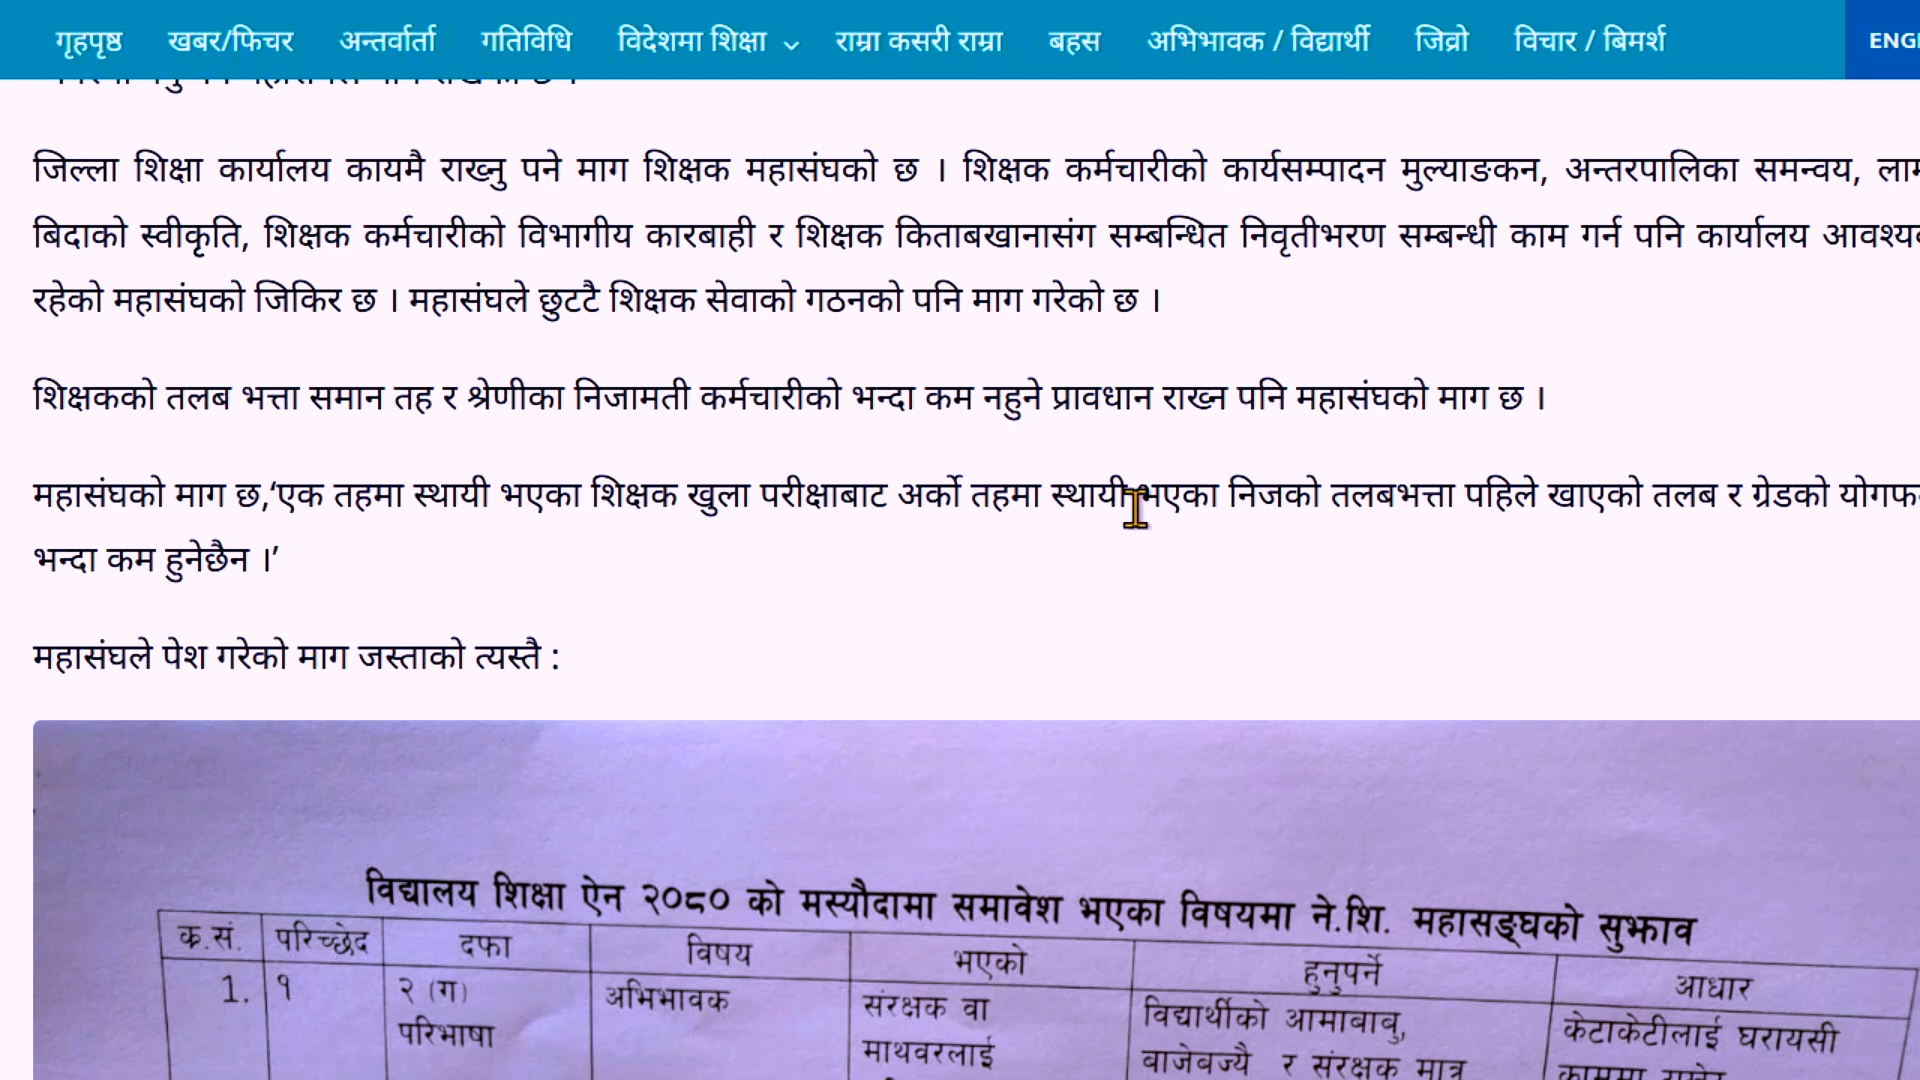 गृहपृष्ठ खबर/फिचर अन्तर्वार्ता गतिविधि विदेशमा शिक्षा राम्रा कसरी राम्रा बहस अभिभावक / विद्यार्थी जिव्रो विचार / बिमर्श
जिल्ला शिक्षा कार्यालय कायमै राख्नु पने माग शिक्षक महासंघको छ । शिक्षक कर्मचारीको कार्यसम्पादन मुल्याङकन, अन्तरपालिका समन्वय,
बिदाको स्वीकृति, शिक्षक कर्मचारीको विभागीय कारबाही र शिक्षक किताबखानासंग सम्बन्धित निवृतीभरण सम्बन्धी काम गर्न पनि कार्यालय
रहेको महासंघको जिकिर छ । महासंघले छुटटै शिक्षक सेवाको गठनको पनि माग गरेको छ ।
शिक्षकको तलब भत्ता समान तह र श्रेणीका निजामती कर्मचारीको भन्दा कम नहुने प्रावधान राख्न पनि महासंघको माग छ ।
महासंघको माग छ,‘एक तहमा स्थायी भएका शिक्षक खुला परीक्षाबाट अर्को तहमा स्थायी भएका निजको तलबभत्ता पहिले खाएको तलब र ग्रेडको
भन्दा कम हुनेछैन ।’
महासंघले पेश गरेको माग जस्ताको त्यस्तै :
विद्यालय शिक्षा ऐन २०८० को मस्यौदामा समावेश भएका विषयमा ने.शि. महासङ्घको सुझाव
क.सं. परिच्छेद दफा विषय भएको हुनुपर्ने आधार
1. १ २ (ग) अभिभावक संरक्षक वा विद्यार्थीको आमाबाबु, केटाकेटीलाई घरायसी
परिभाषा माथवरलाई बाजेबज्यै र संरक्षक मात्र